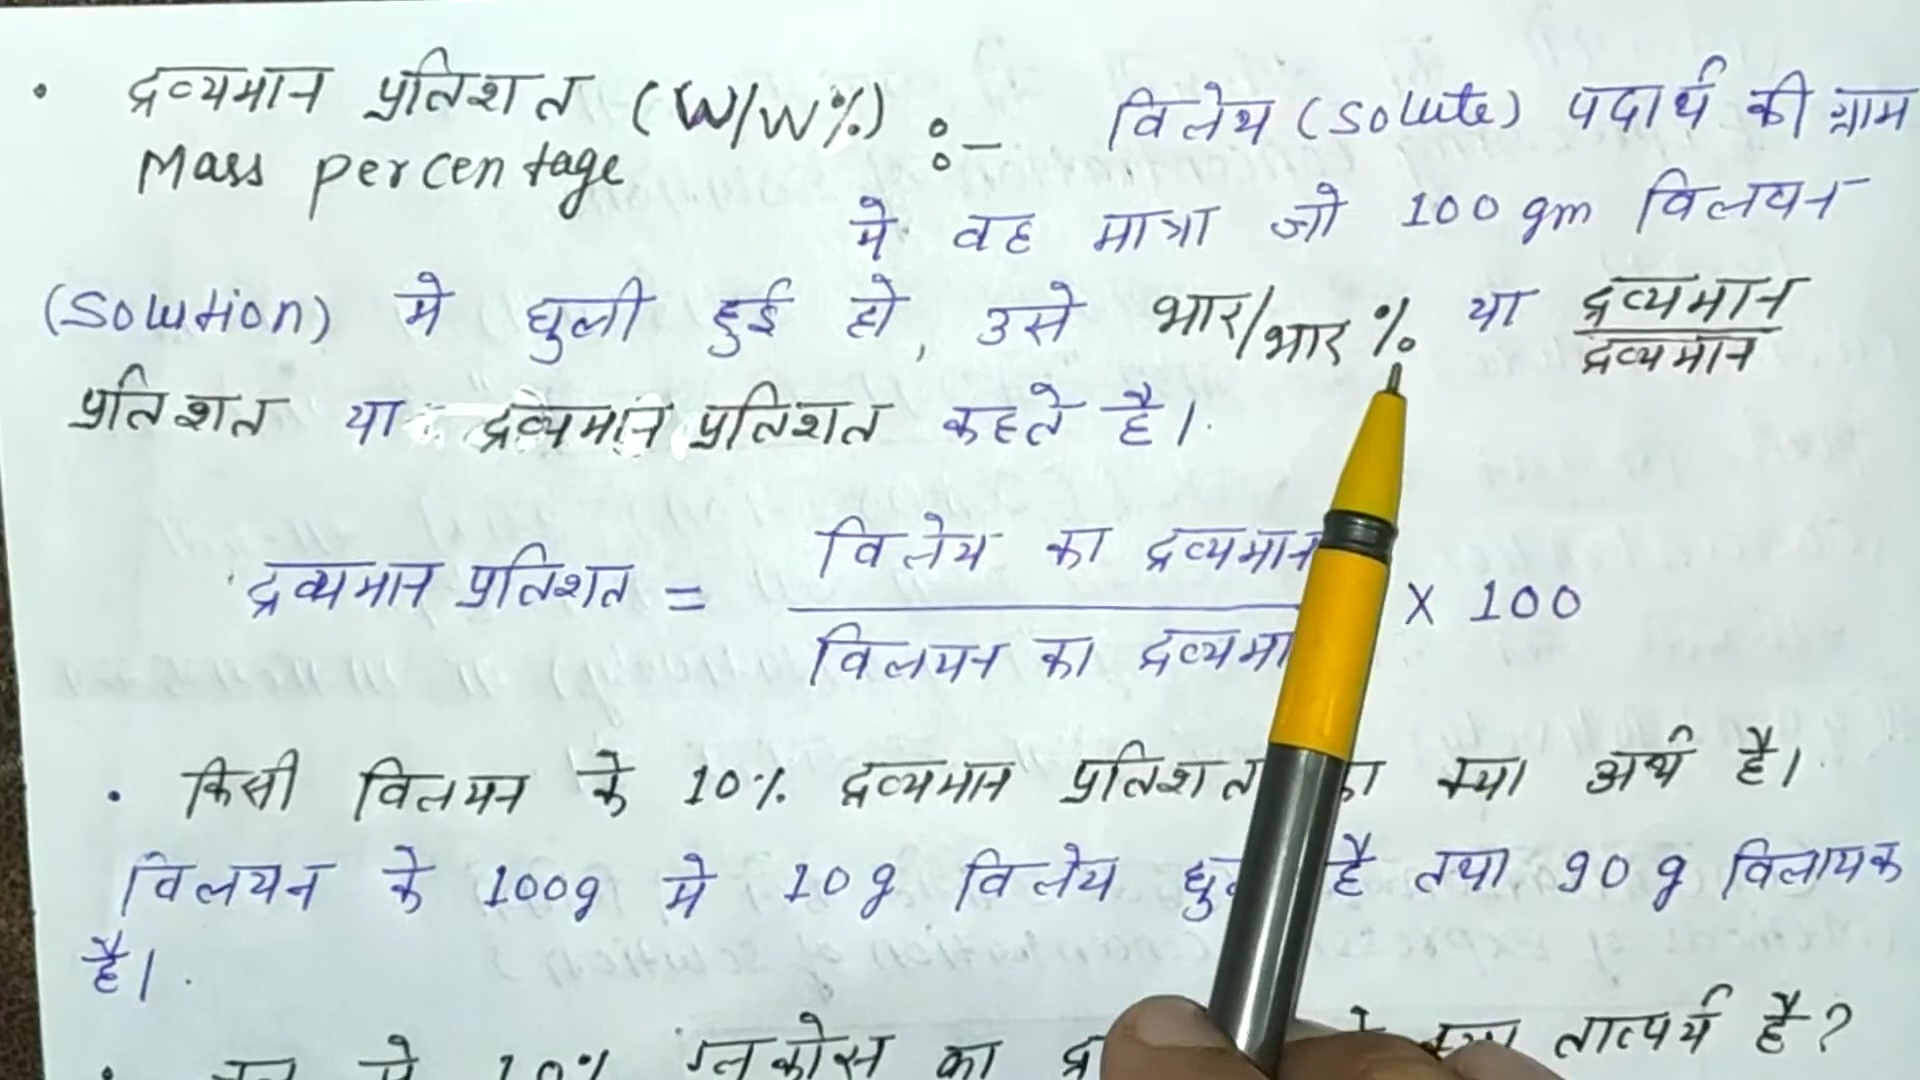 • द्रव्यमान प्रतिशत (W/W%) :- विलेय (Solute) पदार्थ की ग्राम
Mass percentage
मे वह मात्रा जो 100 gm विलयन
(Solution) मे घुली हुई हो, उसे भार/भार % या द्रव्यमान/द्रव्यमान
प्रतिशत या द्रव्यमान प्रतिशत कहते है।
द्रव्यमान प्रतिशत = विलेय का द्रव्यमान / विलयन का द्रव्यमा × 100
• किसी विलयन के 10% द्रव्यमान प्रतिशत का क्या अर्थ है।
विलयन के 100g मे 10g विलेय है तथा 90 g विलायक
है।
मे 10% ग्लूकोस का तात्पर्य है?